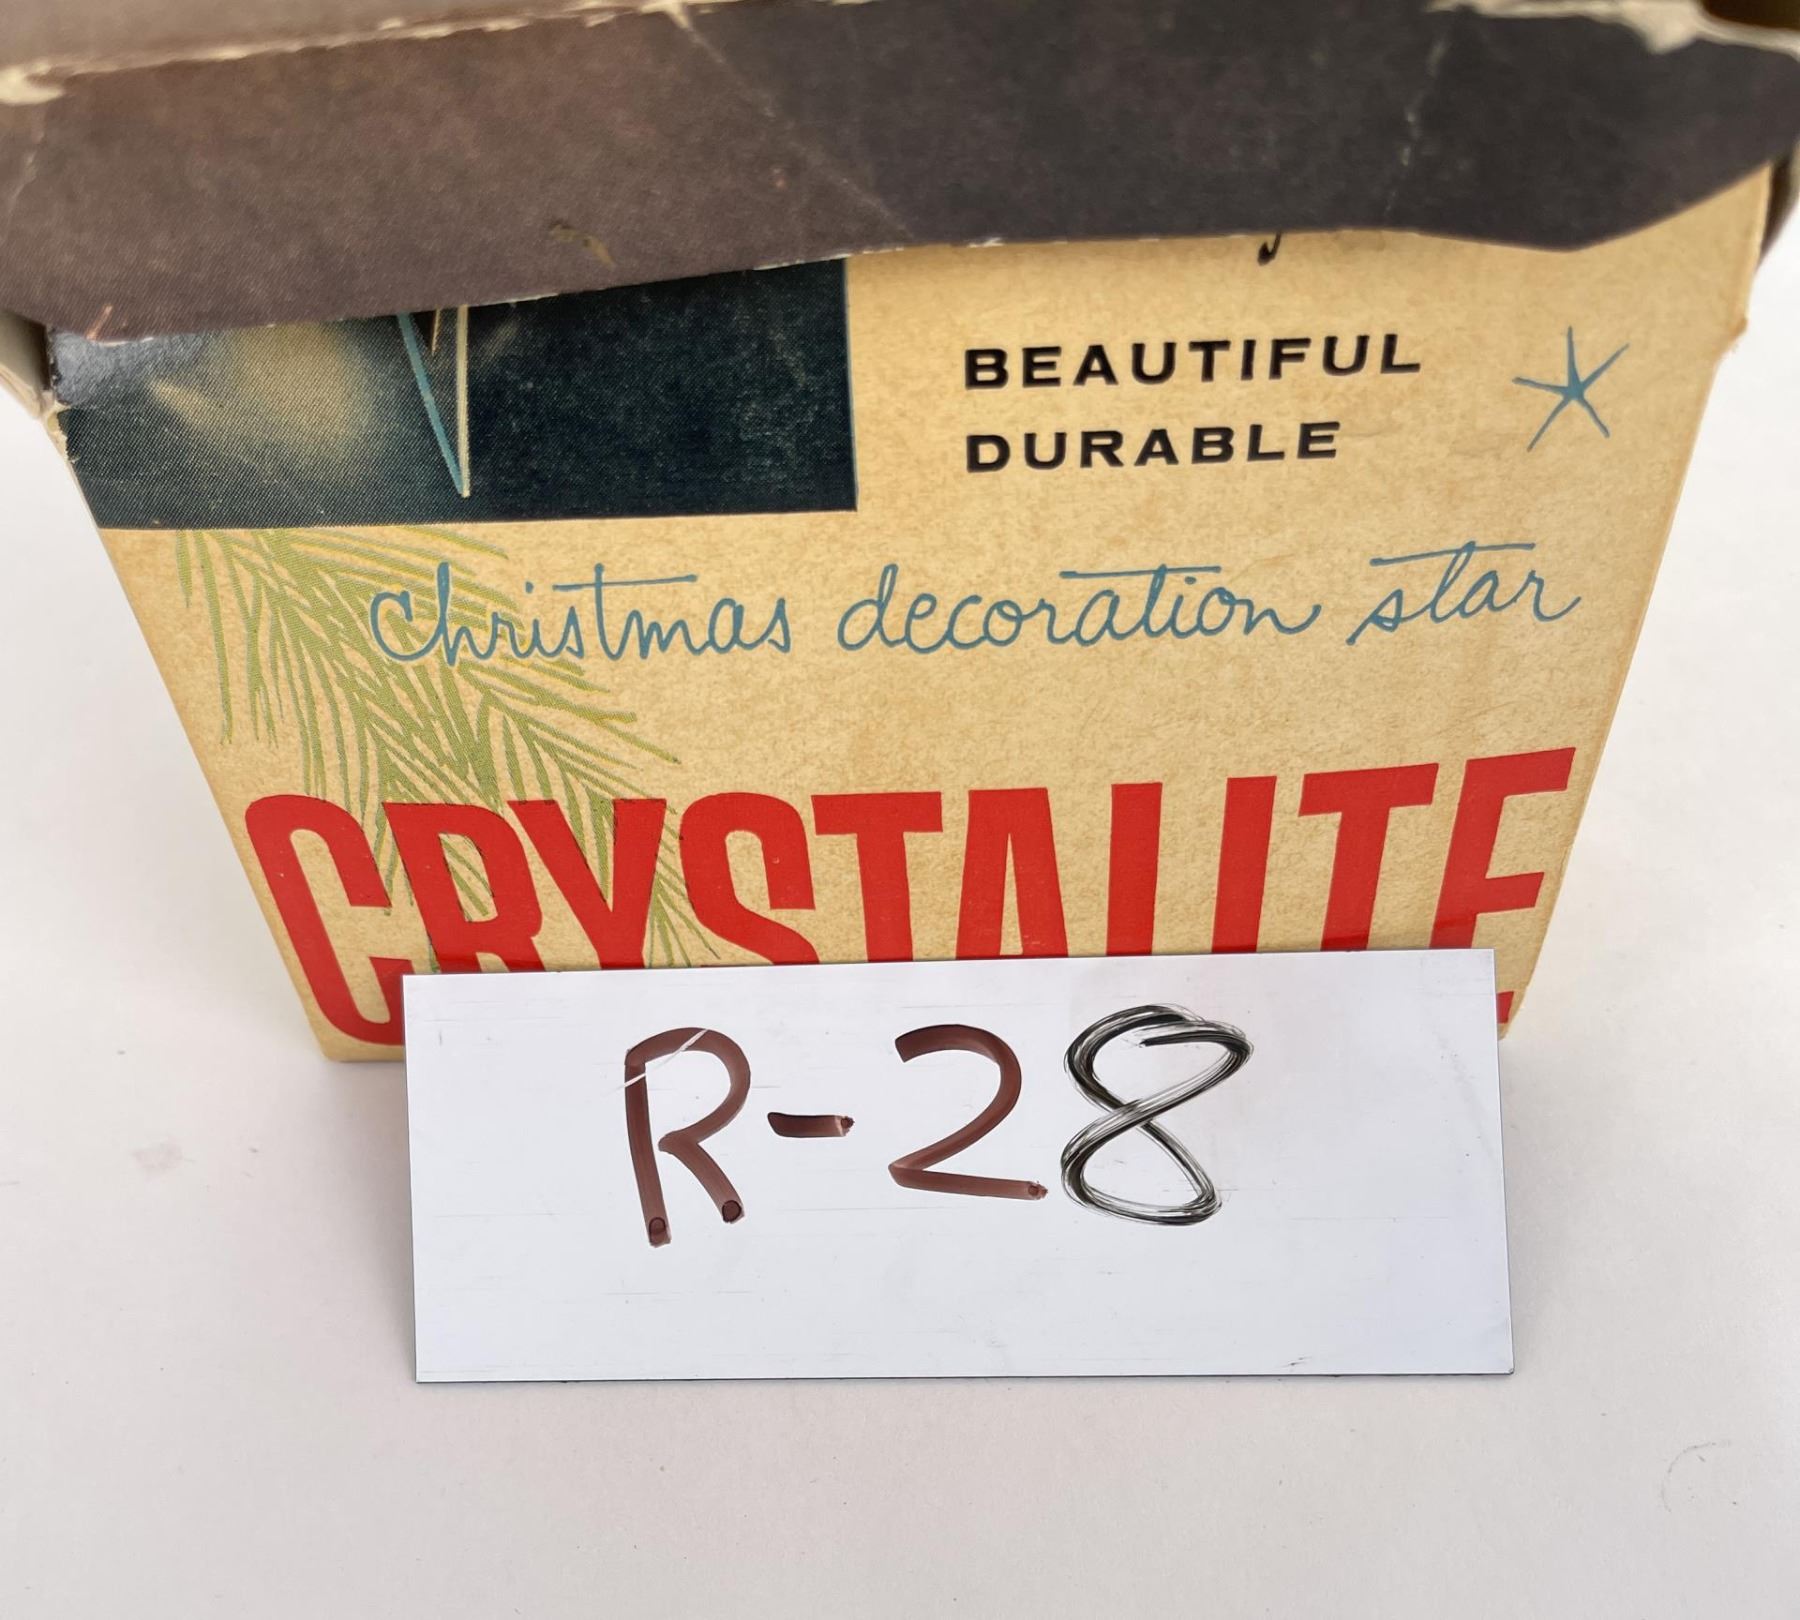 BEAUTIFUL
DURABLE
Christmas decoration star
CRYSTALITE
R-28